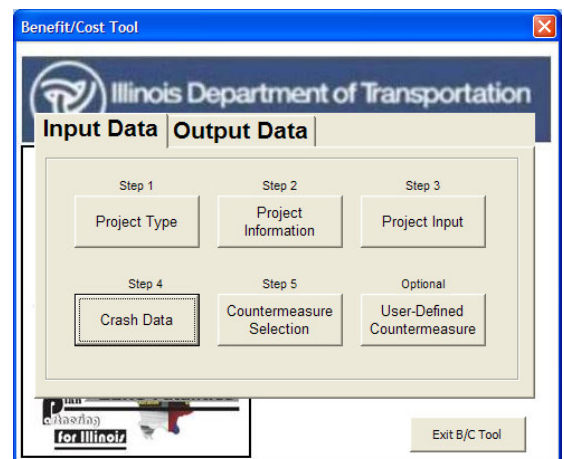 Benefit/Cost Tool
Illinois Department of Transportation
Input Data Output Data
Step 1 Step 2 Step 3
Project Type Project Information Project Input
Step 4 Step 5 Optional
Crash Data Countermeasure Selection User-Defined Countermeasure
for Illinois
Exit B/C Tool